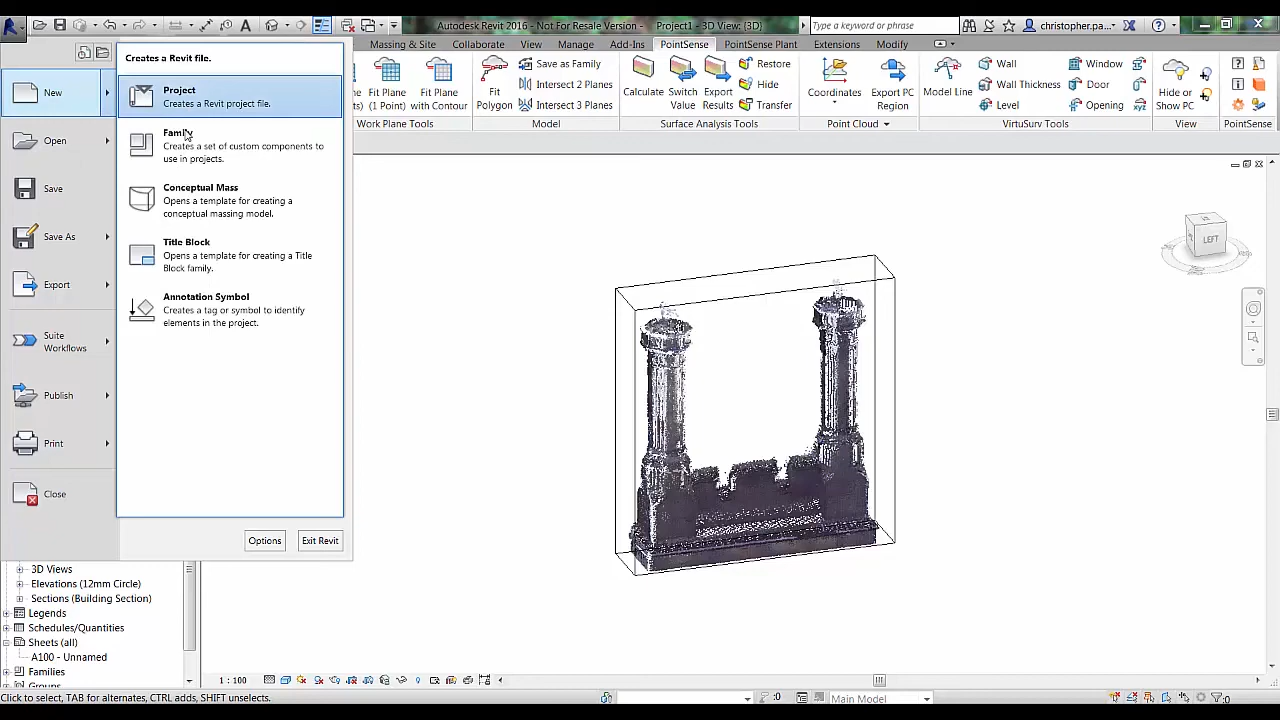 Autodesk Revit 2016 - Not For Resale Version - Project1 - 3D View: {3D}
Type a keyword or phrase
christopher.pa...
Massing & Site Collaborate View Manage Add-Ins PointSense PointSense Plant Extensions Modify
Fit Plane (1 Point)
Fit Plane with Contour
Work Plane Tools
Fit Polygon
Save as Family
Intersect 2 Planes
Intersect 3 Planes
Model
Calculate
Switch Value
Export Results
Restore
Hide
Transfer
Surface Analysis Tools
Coordinates
Export PC Region
Point Cloud
Model Line
Wall
Wall Thickness
Level
Window
Door
Opening
VirtuSurv Tools
Hide or Show PC
View
PointSense
New
Open
Save
Save As
Export
Suite Workflows
Publish
Print
Close
Creates a Revit file.
Project
Creates a Revit project file.
Family
Creates a set of custom components to
use in projects.
Conceptual Mass
Opens a template for creating a
conceptual massing model.
Title Block
Opens a template for creating a Title
Block family.
Annotation Symbol
Creates a tag or symbol to identify
elements in the project.
Options
Exit Revit
LEFT
3D Views
Elevations (12mm Circle)
Sections (Building Section)
Legends
Schedules/Quantities
Sheets (all)
A100 - Unnamed
Families
Groups
1 : 100
Click to select, TAB for alternates, CTRL adds, SHIFT unselects.
:0
Main Model
:0